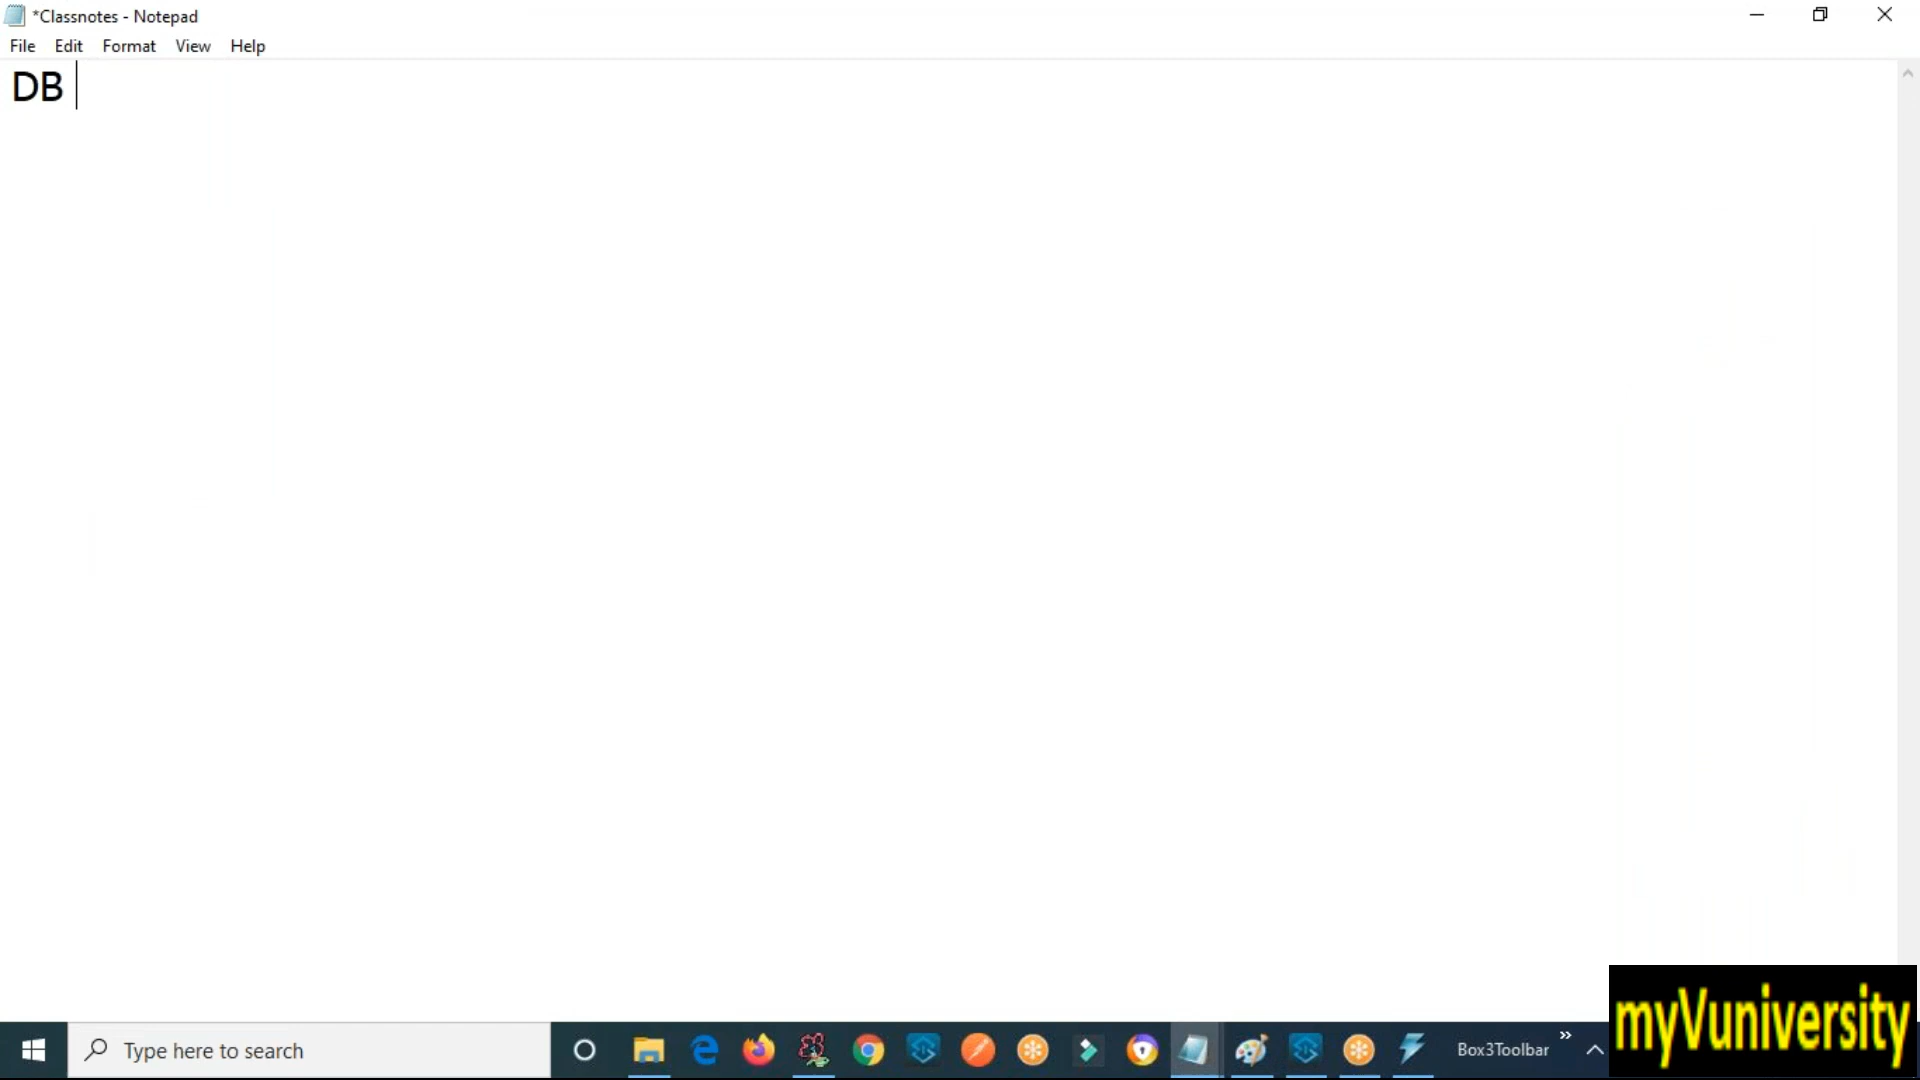 *Classnotes - Notepad
File Edit Format View Help
DB
Type here to search
Box3Toolbar
myVuniversity